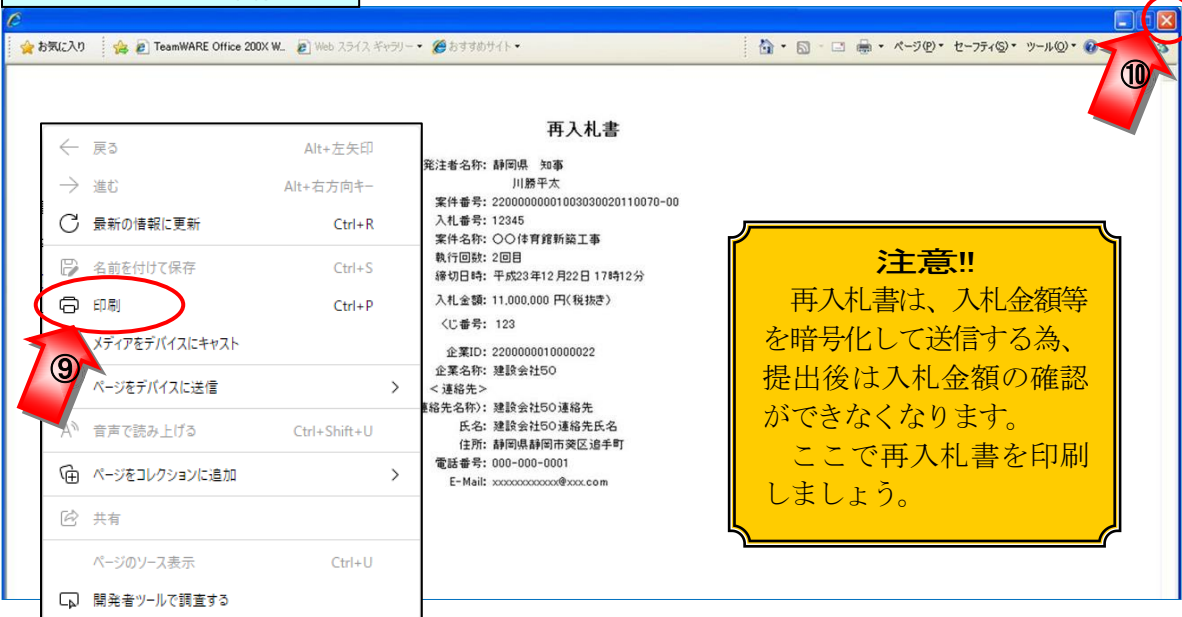 お気に入り TeamWARE Office 200X W... Web スライス ギャラリー おすすめサイト ページ(P) セーフティ(S) ツール(O)
⑩
再入札書
発注者名称: 静岡県 知事
川勝平太
案件番号: 22000000001003030020110070-00
入札番号: 12345
案件名称: 〇〇体育館新築工事
執行回数: 2回目
締切日時: 平成23年12月22日 17時12分
入札金額: 11,000,000 円(税抜き)
くじ番号: 123
企業ID: 2200000010000022
企業名称: 建設会社50
<連絡先>
連絡先名称): 建設会社50連絡先
氏名: 建設会社50連絡先氏名
住所: 静岡県静岡市葵区追手町
電話番号: 000-000-0001
E-Mail: xxxxxxxxxxxx@xxx.com
戻る Alt+左矢印
進む Alt+右方向キー
最新の情報に更新 Ctrl+R
名前を付けて保存 Ctrl+S
印刷 Ctrl+P
メディアをデバイスにキャスト
⑨
ページをデバイスに送信
音声で読み上げる Ctrl+Shift+U
ページをコレクションに追加
共有
ページのソース表示 Ctrl+U
開発者ツールで調査する
注意!!
再入札書は、入札金額等
を暗号化して送信する為、
提出後は入札金額の確認
ができなくなります。
ここで再入札書を印刷
しましょう。